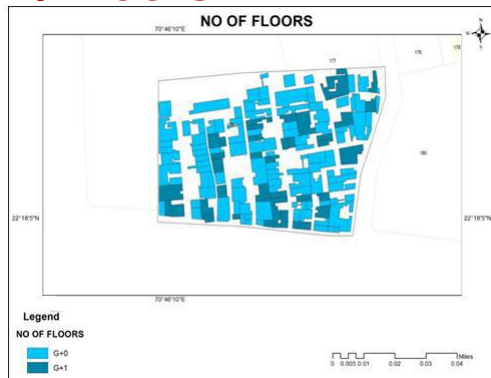 NO OF FLOORS
70°46'10"E
N
W
E
S
177
178
179
180
22°18'5"N
22°18'5"N
70°46'10"E
Legend
NO OF FLOORS
G+0
G+1
Miles
0 0.005 0.01 0.02 0.03 0.04